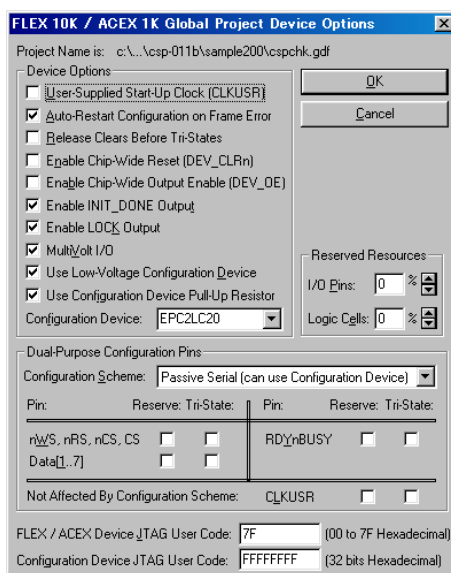 FLEX 10K / ACEX 1K Global Project Device Options
Project Name is: c:\...\csp-011b\sample200\cspchk.gdf
Device Options
User-Supplied Start-Up Clock (CLKUSR)
OK
Auto-Restart Configuration on Frame Error
Cancel
Release Clears Before Tri-States
Enable Chip-Wide Reset (DEV_CLRn)
Enable Chip-Wide Output Enable (DEV_OE)
Enable INIT_DONE Output
Enable LOCK Output
MultiVolt I/O
Reserved Resources
Use Low-Voltage Configuration Device
I/O Pins: 0 %
Use Configuration Device Pull-Up Resistor
Configuration Device: EPC2LC20
Logic Cells: 0 %
Dual-Purpose Configuration Pins
Configuration Scheme: Passive Serial (can use Configuration Device)
Pin: Reserve: Tri-State: Pin: Reserve: Tri-State:
nWS, nRS, nCS, CS RDYnBUSY
Data[1..7]
Not Affected By Configuration Scheme: CLKUSR
FLEX / ACEX Device JTAG User Code: 7F (00 to 7F Hexadecimal)
Configuration Device JTAG User Code: FFFFFFFF (32 bits Hexadecimal)